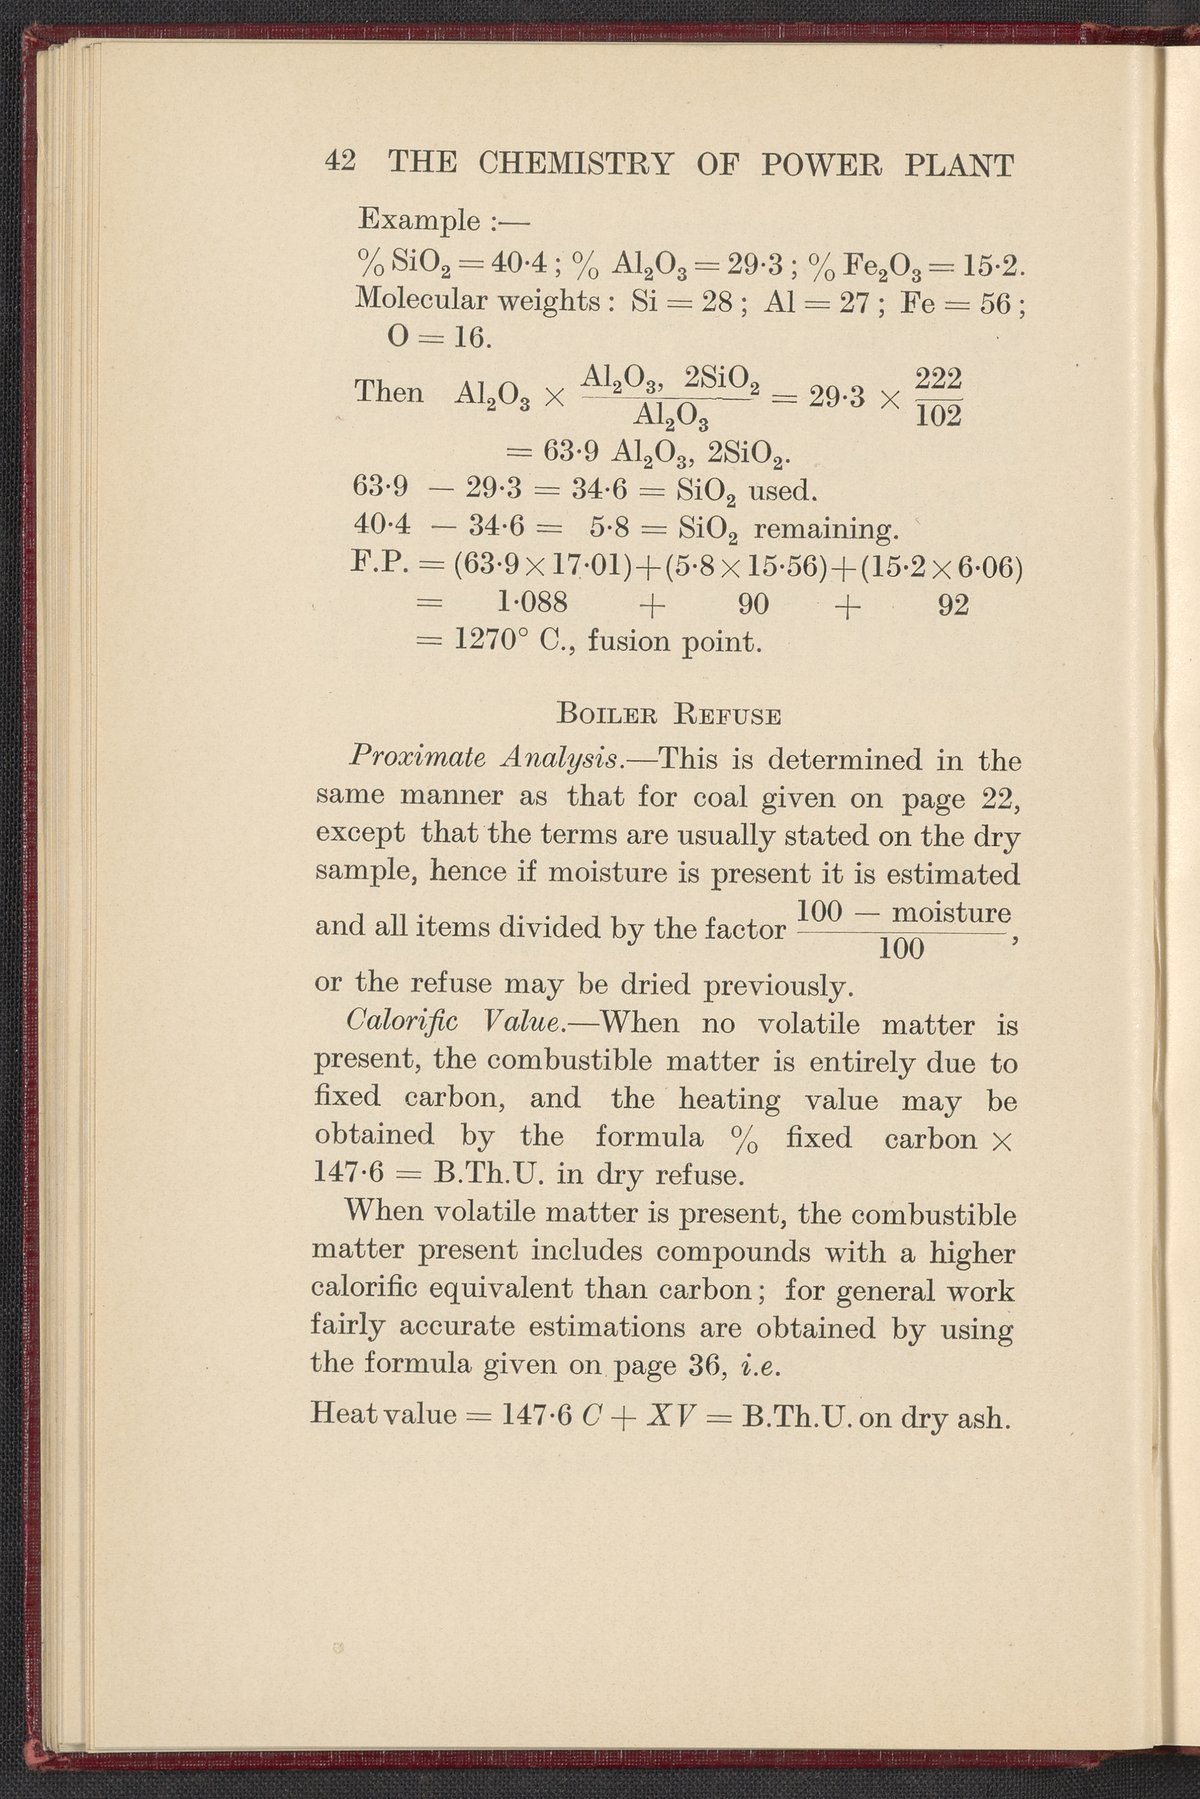 42 THE CHEMISTRY OF POWER PLANT
Example :—
% SiO₂ = 40·4 ; % Al₂O₃ = 29·3 ; % Fe₂O₃ = 15·2.
Molecular weights : Si = 28 ; Al = 27 ; Fe = 56 ;
O = 16.
Then Al₂O₃ × Al₂O₃, 2SiO₂ / Al₂O₃ = 29·3 × 222 / 102
= 63·9 Al₂O₃, 2SiO₂.
63·9 — 29·3 = 34·6 = SiO₂ used.
40·4 — 34·6 = 5·8 = SiO₂ remaining.
F.P. = (63·9 × 17·01)+(5·8 × 15·56)+(15·2 × 6·06)
= 1·088 + 90 + 92
= 1270° C., fusion point.
BOILER REFUSE
Proximate Analysis.—This is determined in the
same manner as that for coal given on page 22,
except that the terms are usually stated on the dry
sample, hence if moisture is present it is estimated
and all items divided by the factor 100 — moisture / 100,
or the refuse may be dried previously.
Calorific Value.—When no volatile matter is
present, the combustible matter is entirely due to
fixed carbon, and the heating value may be
obtained by the formula % fixed carbon ×
147·6 = B.Th.U. in dry refuse.
When volatile matter is present, the combustible
matter present includes compounds with a higher
calorific equivalent than carbon ; for general work
fairly accurate estimations are obtained by using
the formula given on page 36, i.e.
Heat value = 147·6 C + XV = B.Th.U. on dry ash.